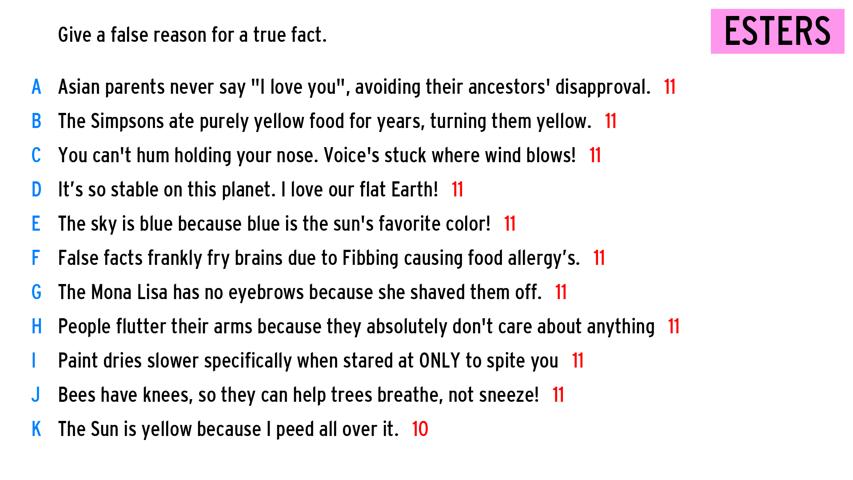 Give a false reason for a true fact.
ESTERS
A Asian parents never say "I love you", avoiding their ancestors' disapproval. 11
B The Simpsons ate purely yellow food for years, turning them yellow. 11
C You can't hum holding your nose. Voice's stuck where wind blows! 11
D It’s so stable on this planet. I love our flat Earth! 11
E The sky is blue because blue is the sun's favorite color! 11
F False facts frankly fry brains due to Fibbing causing food allergy’s. 11
G The Mona Lisa has no eyebrows because she shaved them off. 11
H People flutter their arms because they absolutely don't care about anything 11
I Paint dries slower specifically when stared at ONLY to spite you 11
J Bees have knees, so they can help trees breathe, not sneeze! 11
K The Sun is yellow because I peed all over it. 10